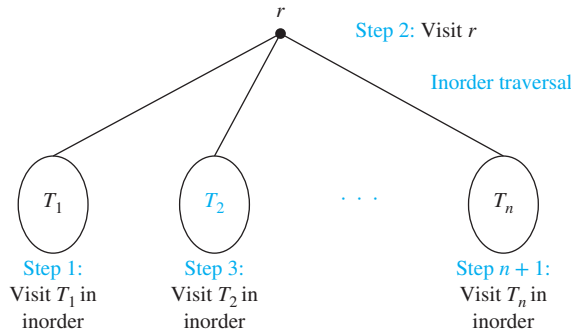 r
Step 2: Visit r
Inorder traversal
T₁
T₂
. . .
Tₙ
Step 1:
Visit T₁ in
inorder
Step 3:
Visit T₂ in
inorder
Step n + 1:
Visit Tₙ in
inorder